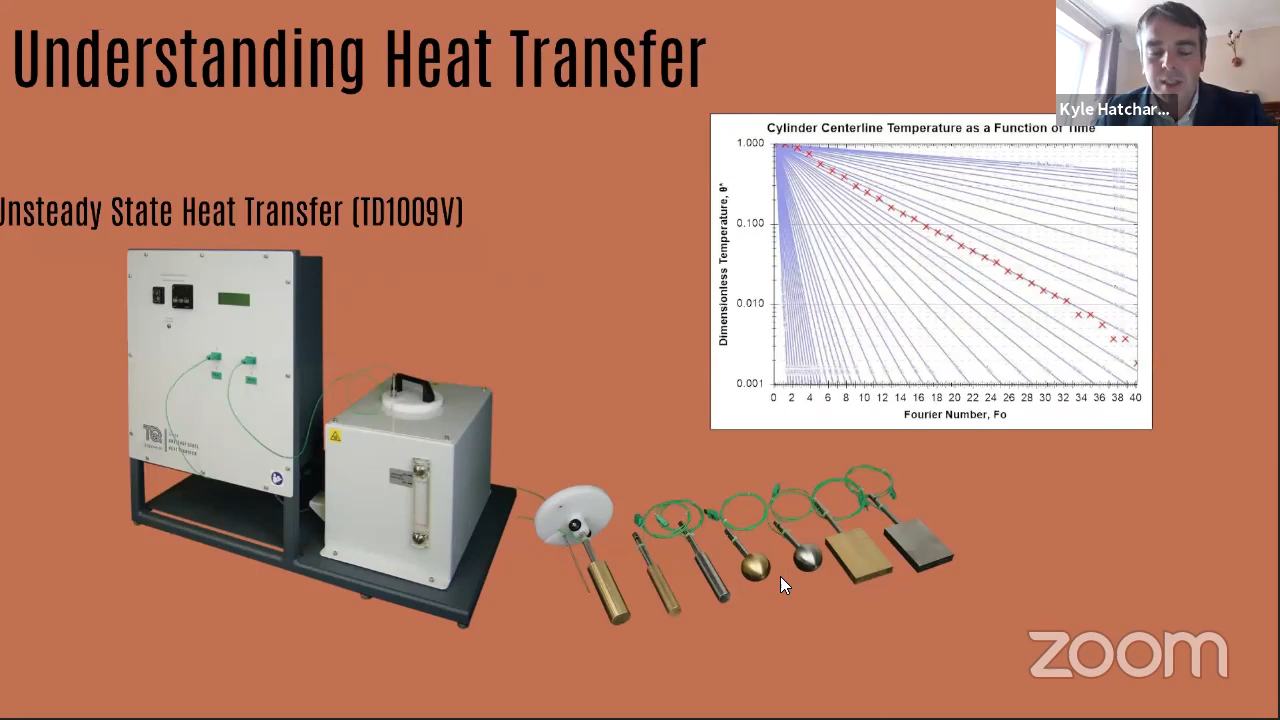 Understanding Heat Transfer
Kyle Hatchar...
Unsteady State Heat Transfer (TD1009V)
Cylinder Centerline Temperature as a Function of Time
Dimensionless Temperature, θ*
1.000
0.100
0.010
0.001
0 2 4 6 8 10 12 14 16 18 20 22 24 26 28 30 32 34 36 38 40
Fourier Number, Fo
TQ
zoom